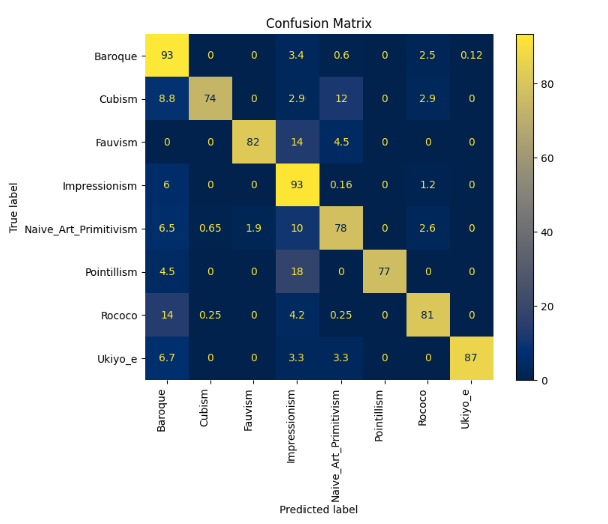 Confusion Matrix
True label
Baroque 93 0 0 3.4 0.6 0 2.5 0.12
Cubism 8.8 74 0 2.9 12 0 2.9 0
Fauvism 0 0 82 14 4.5 0 0 0
Impressionism 6 0 0 93 0.16 0 1.2 0
Naive_Art_Primitivism 6.5 0.65 1.9 10 78 0 2.6 0
Pointillism 4.5 0 0 18 0 77 0 0
Rococo 14 0.25 0 4.2 0.25 0 81 0
Ukiyo_e 6.7 0 0 3.3 3.3 0 0 87
Baroque
Cubism
Fauvism
Impressionism
Naive_Art_Primitivism
Pointillism
Rococo
Ukiyo_e
Predicted label
80
60
40
20
0